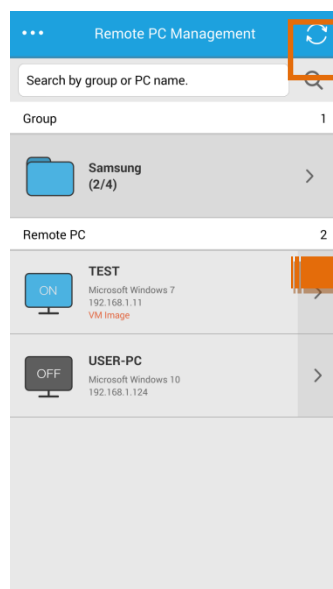 Remote PC Management
Search by group or PC name.
Group 1
Samsung
(2/4)
Remote PC 2
ON
TEST
Microsoft Windows 7
192.168.1.11
VM Image
OFF
USER-PC
Microsoft Windows 10
192.168.1.124